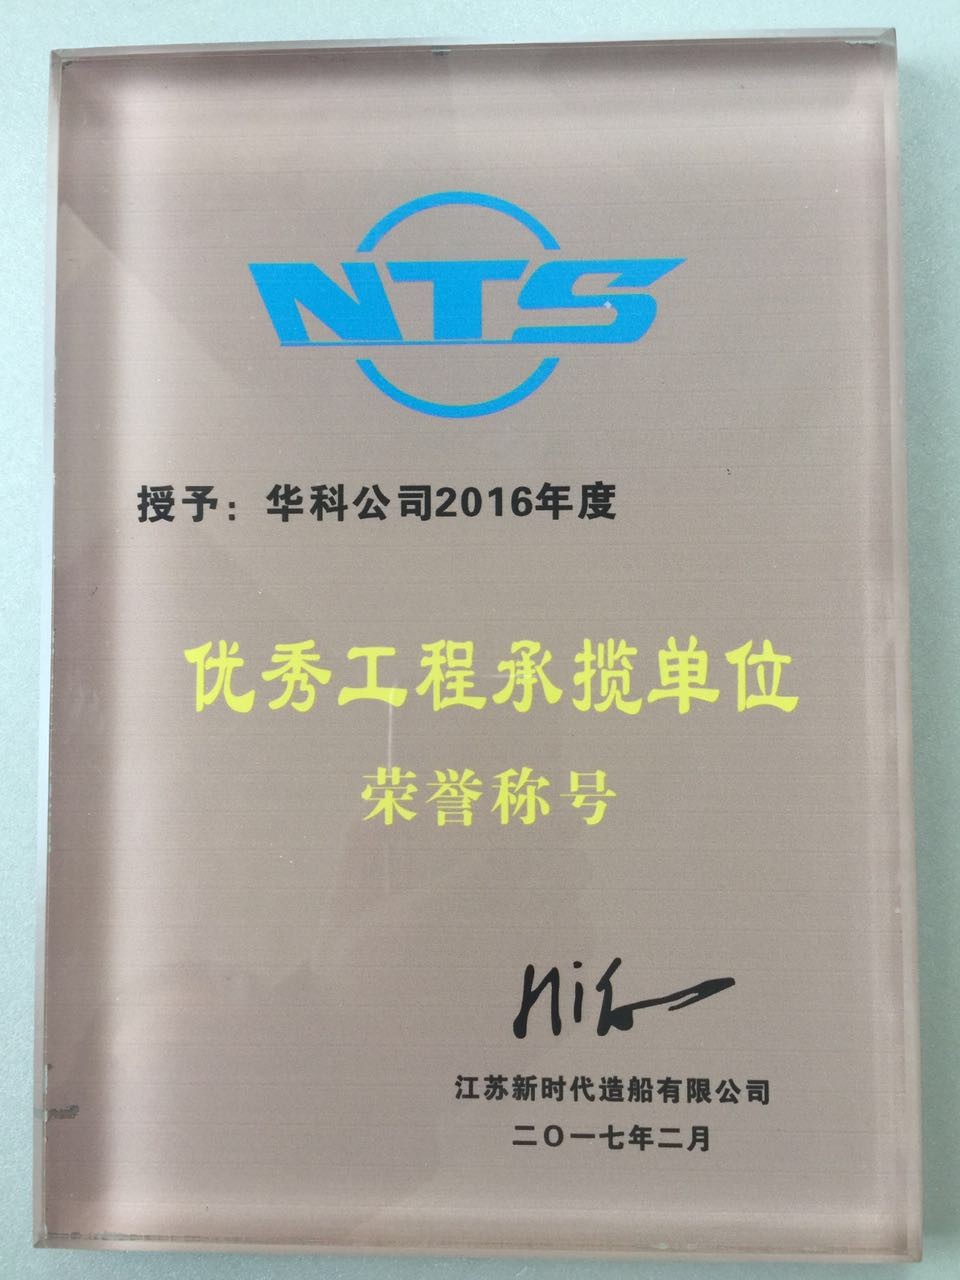 NTS
授予：华科公司2016年度
优秀工程承揽单位
荣誉称号
江苏新时代造船有限公司
二〇一七年二月